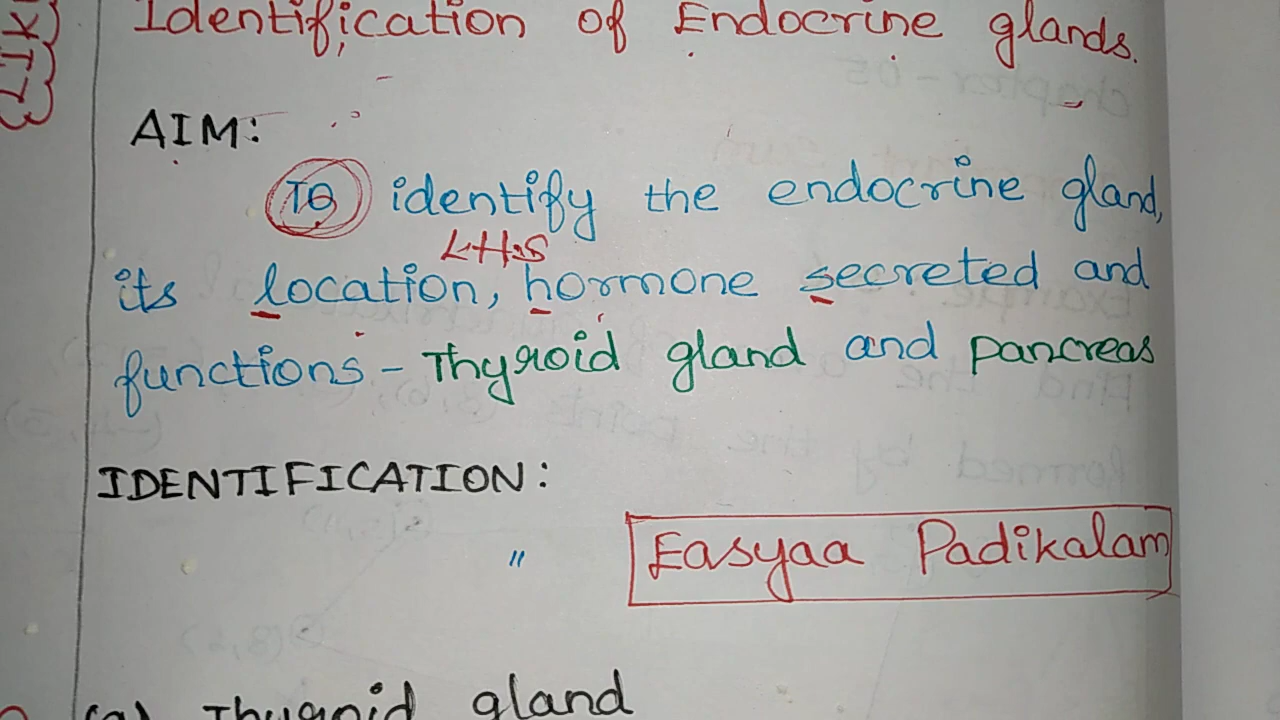 Identification of Endocrine glands.
AIM:
To identify the endocrine gland,
L.H.S
its location, hormone secreted and
functions - Thyroid gland and pancreas
IDENTIFICATION:
"
Easyaa Padikalam
(a) Thyroid gland